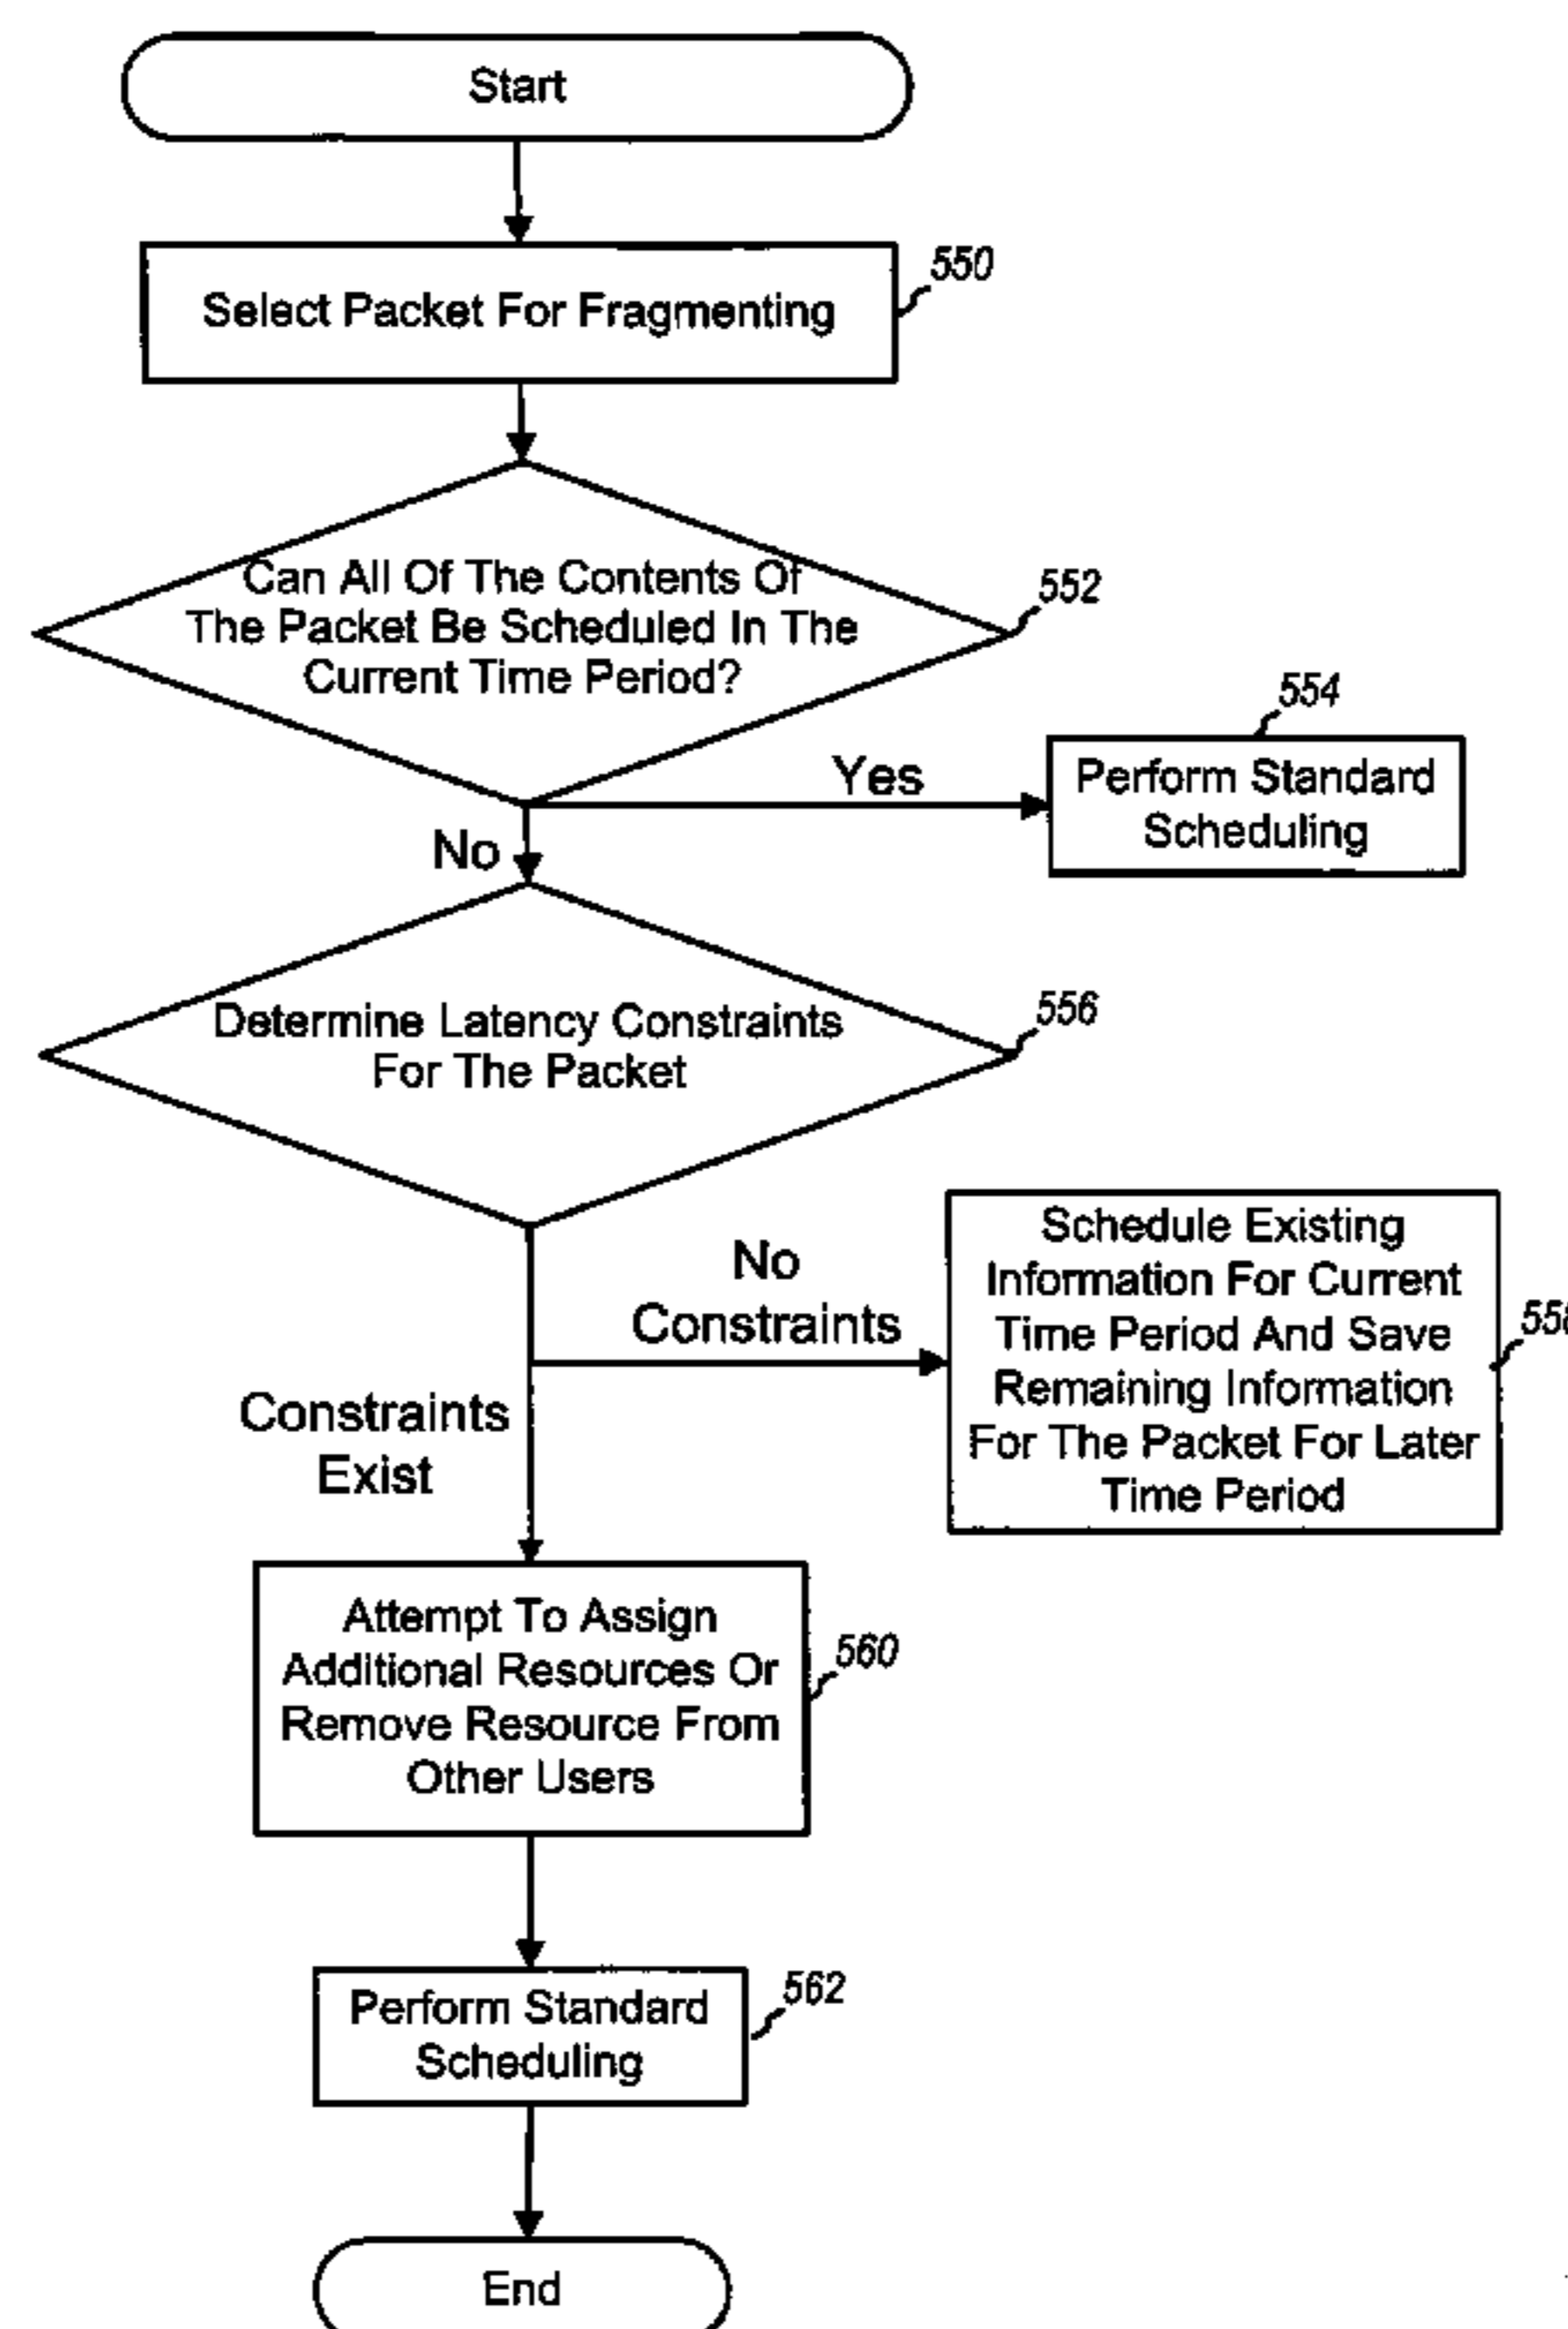 Start
Select Packet For Fragmenting
550
Can All Of The Contents Of
The Packet Be Scheduled In The
Current Time Period?
552
554
Yes
Perform Standard
Scheduling
No
Determine Latency Constraints
For The Packet
556
No
Constraints
Schedule Existing
Information For Current
Time Period And Save
Remaining Information
For The Packet For Later
Time Period
558
Constraints
Exist
Attempt To Assign
Additional Resources Or
Remove Resource From
Other Users
560
Perform Standard
Scheduling
562
End